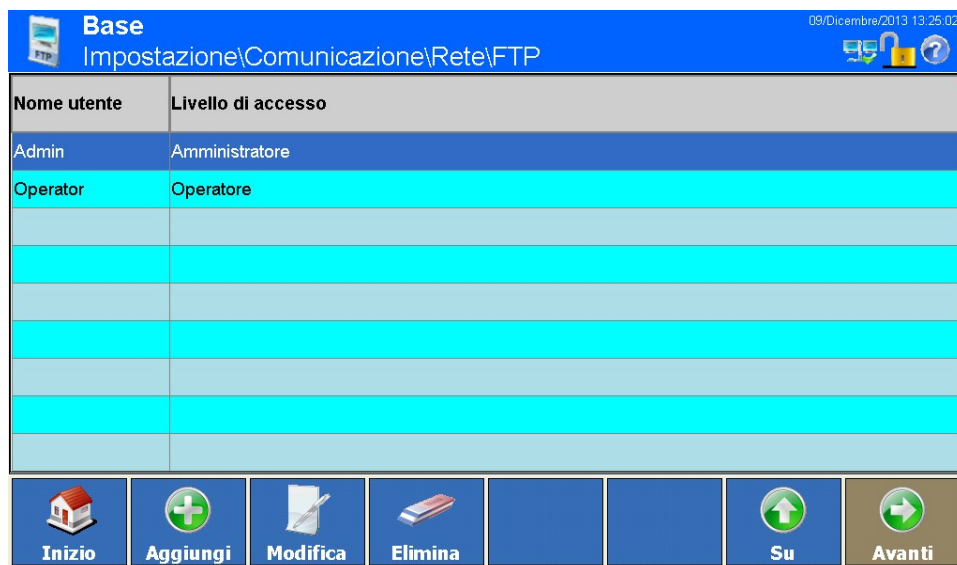 09/Dicembre/2013 13:25:02
Base
Impostazione\Comunicazione\Rete\FTP
FTP
Nome utente Livello di accesso
Admin Amministratore
Operator Operatore
Inizio Aggiungi Modifica Elimina Su Avanti